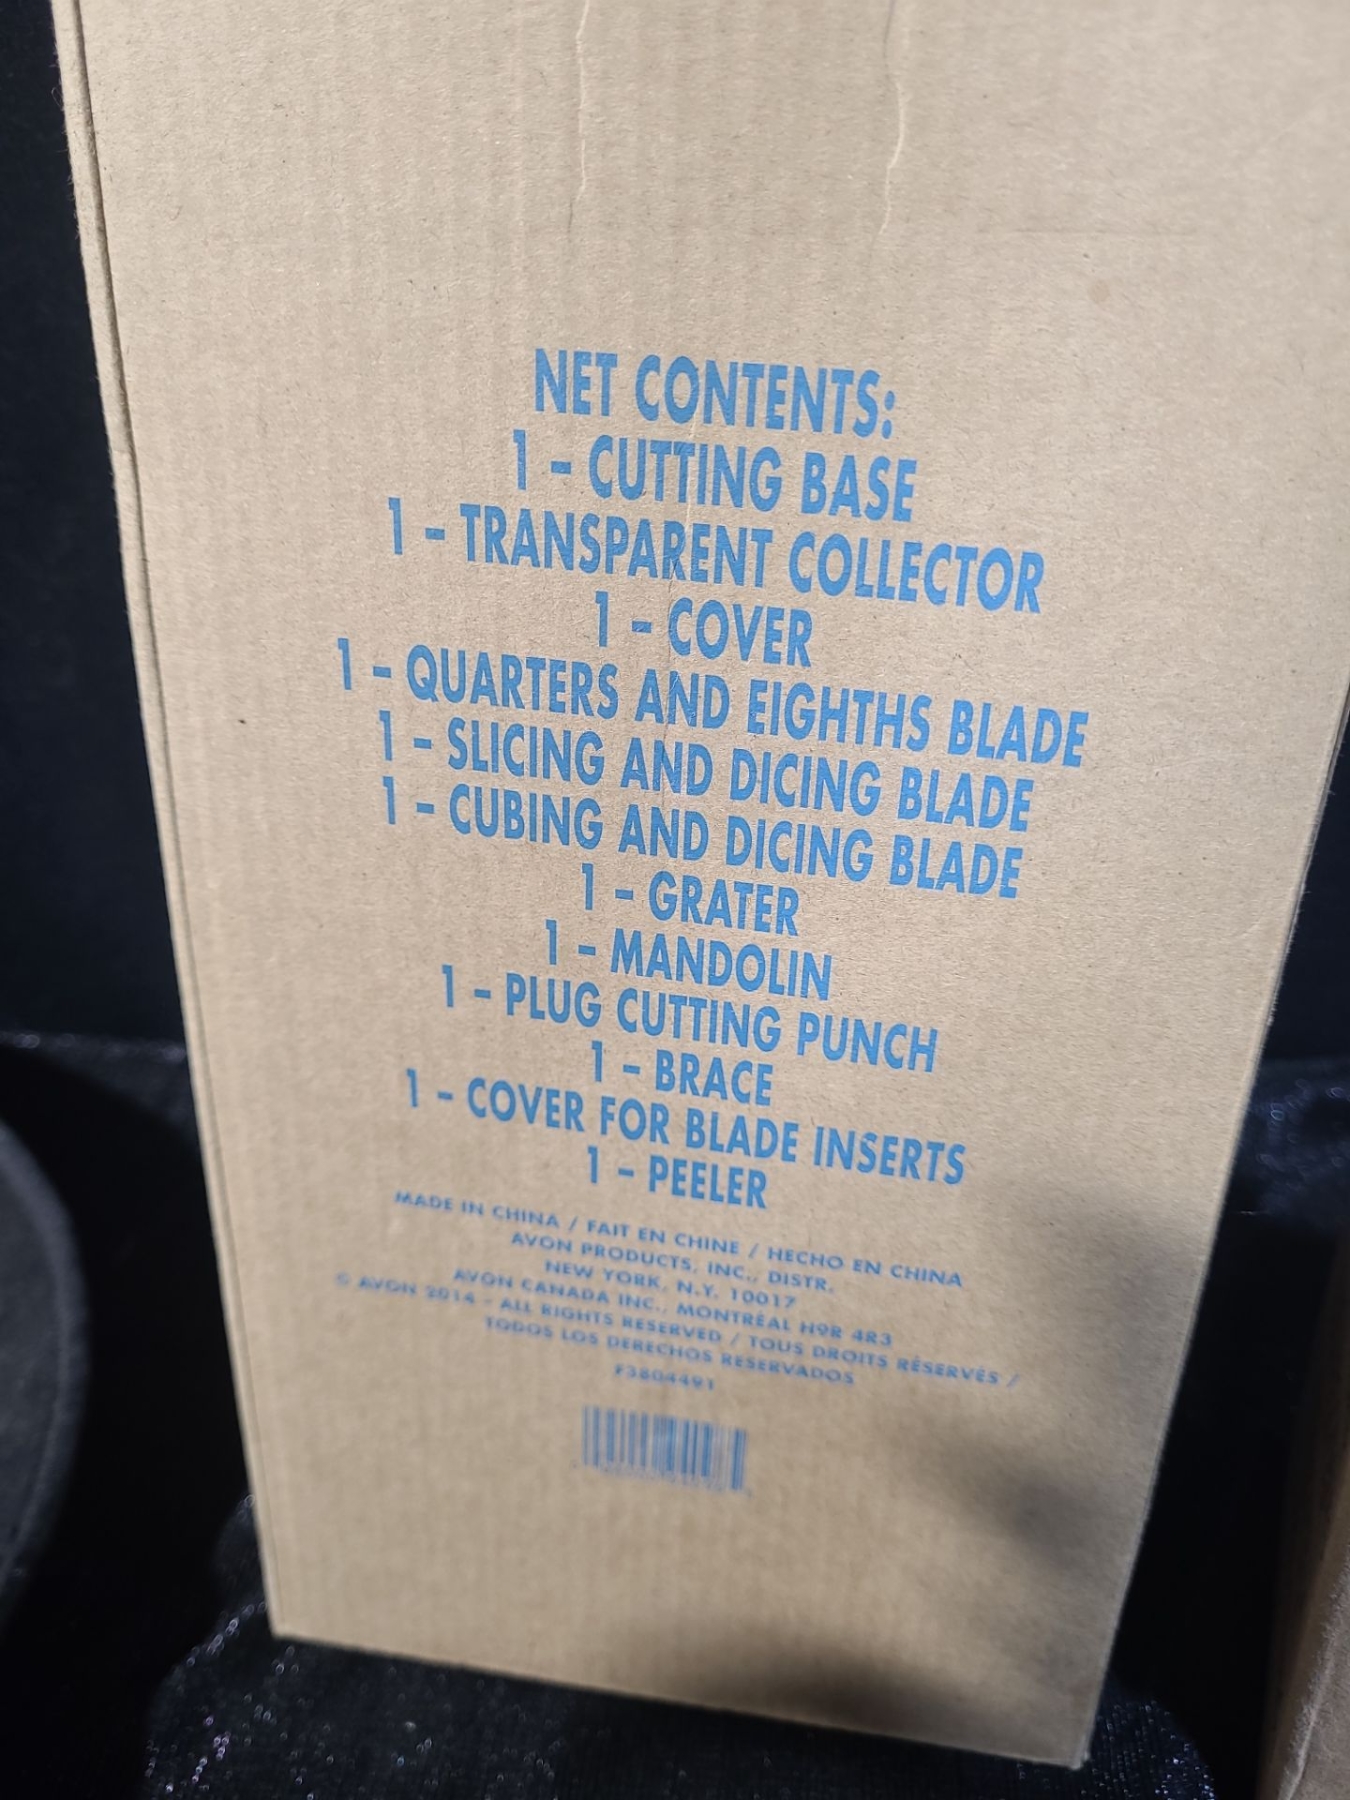 NET CONTENTS:
1 - CUTTING BASE
1 - TRANSPARENT COLLECTOR
1 - COVER
1 - QUARTERS AND EIGHTHS BLADE
1 - SLICING AND DICING BLADE
1 - CUBING AND DICING BLADE
1 - GRATER
1 - MANDOLIN
1 - PLUG CUTTING PUNCH
1 - BRACE
1 - COVER FOR BLADE INSERTS
1 - PEELER
MADE IN CHINA / FAIT EN CHINE / HECHO EN CHINA
AVON PRODUCTS, INC., DISTR.
NEW YORK, N.Y. 10017
AVON CANADA INC., MONTRÉAL H9R 4R3
© AVON 2014 - ALL RIGHTS RESERVED / TOUS DROITS RÉSERVÉS /
TODOS LOS DERECHOS RESERVADOS
F3804491